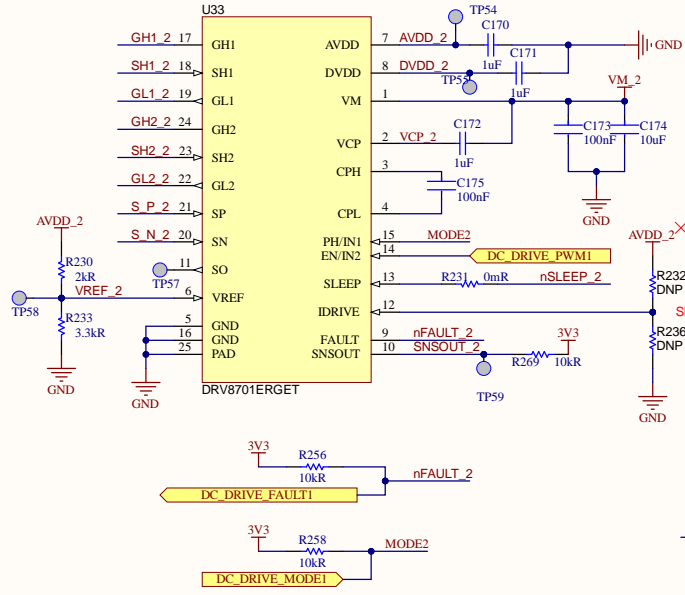 U33
TP54
C170
GH1_2 17 GH1 AVDD 7 AVDD_2 GND
1uF
C171
SH1_2 18 SH1 DVDD 8 DVDD_2
TP55
1uF
VM_2
GL1_2 19 GL1 VM 1
GH2_2 24 GH2
C172
C173 C174
100nF 10uF
SH2_2 23 SH2 VCP 2 VCP_2
1uF
GL2_2 22 GL2 CPH 3
C175
100nF
GND
S_P_2 21 SP CPL 4
AVDD_2
S_N_2 20 SN PH/IN1 15 MODE2
AVDD_2
EN/IN2 14 DC_DRIVE_PWM1
R230
2kR
TP57
11 SO SLEEP 13 R231 0mR nSLEEP_2
R232
DNP
TP58
VREF_2 6 VREF IDRIVE 12
R233
3.3kR
5 GND
16 GND FAULT 9 nFAULT_2 3V3
R236
DNP
25 PAD SNSOUT 10 SNSOUT_2
R269 10kR
GND
GND
DRV8701ERGET
TP59
GND
3V3
R256
10kR
nFAULT_2
DC_DRIVE_FAULT1
3V3
R258
10kR
MODE2
DC_DRIVE_MODE1